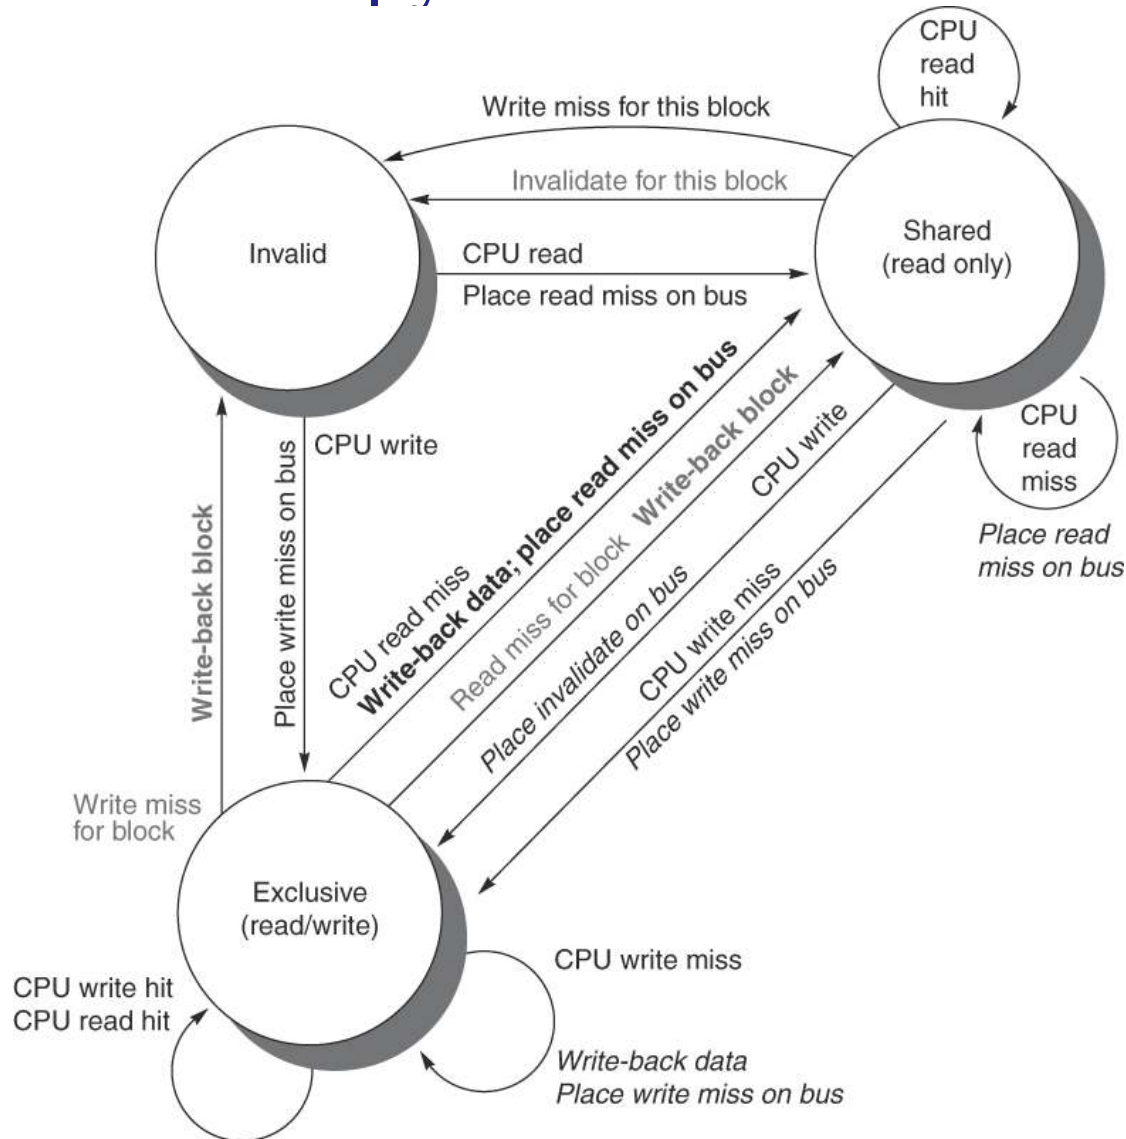 CPU
read
hit
Write miss for this block
Invalidate for this block
Invalid
Shared
(read only)
CPU read
Place read miss on bus
CPU write
Place write miss on bus
Write-back block
CPU read miss
Write-back data; place read miss on bus
Read miss for block Write-back block
CPU write
Place invalidate on bus
CPU write miss
Place write miss on bus
CPU
read
miss
Place read
miss on bus
Write miss
for block
Exclusive
(read/write)
CPU write hit
CPU read hit
CPU write miss
Write-back data
Place write miss on bus